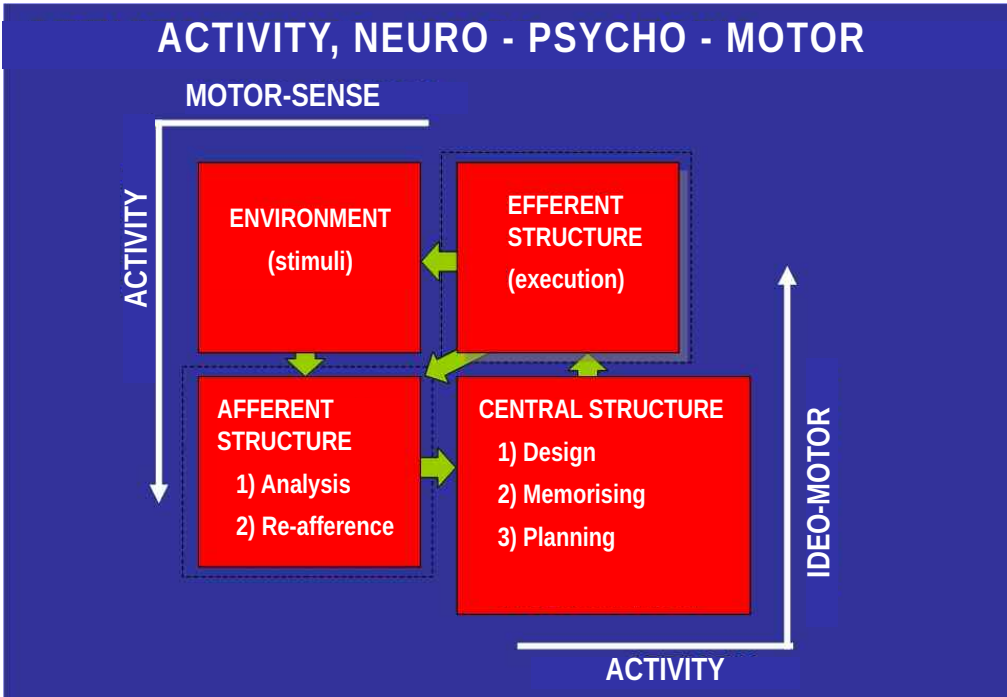 ACTIVITY, NEURO - PSYCHO - MOTOR
MOTOR-SENSE
ACTIVITY
ENVIRONMENT
(stimuli)
EFFERENT
STRUCTURE
(execution)
AFFERENT
STRUCTURE
1) Analysis
2) Re-afference
CENTRAL STRUCTURE
1) Design
2) Memorising
3) Planning
IDEO-MOTOR
ACTIVITY